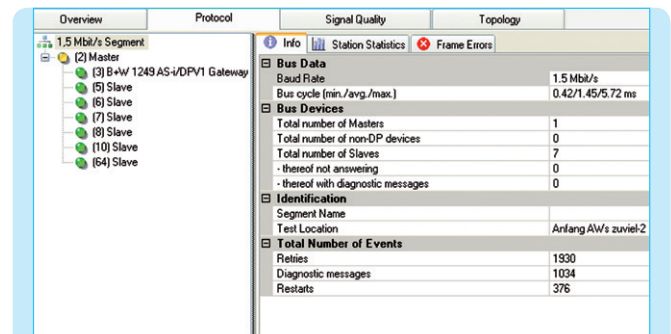 Overview Protocol Signal Quality Topology
1,5 Mbit/s Segment
(2) Master
(3) B+W 1249 AS-i/DPV1 Gateway
(5) Slave
(6) Slave
(7) Slave
(8) Slave
(10) Slave
(64) Slave
Info Station Statistics Frame Errors
Bus Data
Baud Rate 1.5 Mbit/s
Bus cycle (min./avg./max.) 0.42/1.45/5.72 ms
Bus Devices
Total number of Masters 1
Total number of non-DP devices 0
Total number of Slaves 7
- thereof not answering 0
- thereof with diagnostic messages 0
Identification
Segment Name
Test Location Anfang AWs zuviel-2
Total Number of Events
Retries 1930
Diagnostic messages 1034
Restarts 376